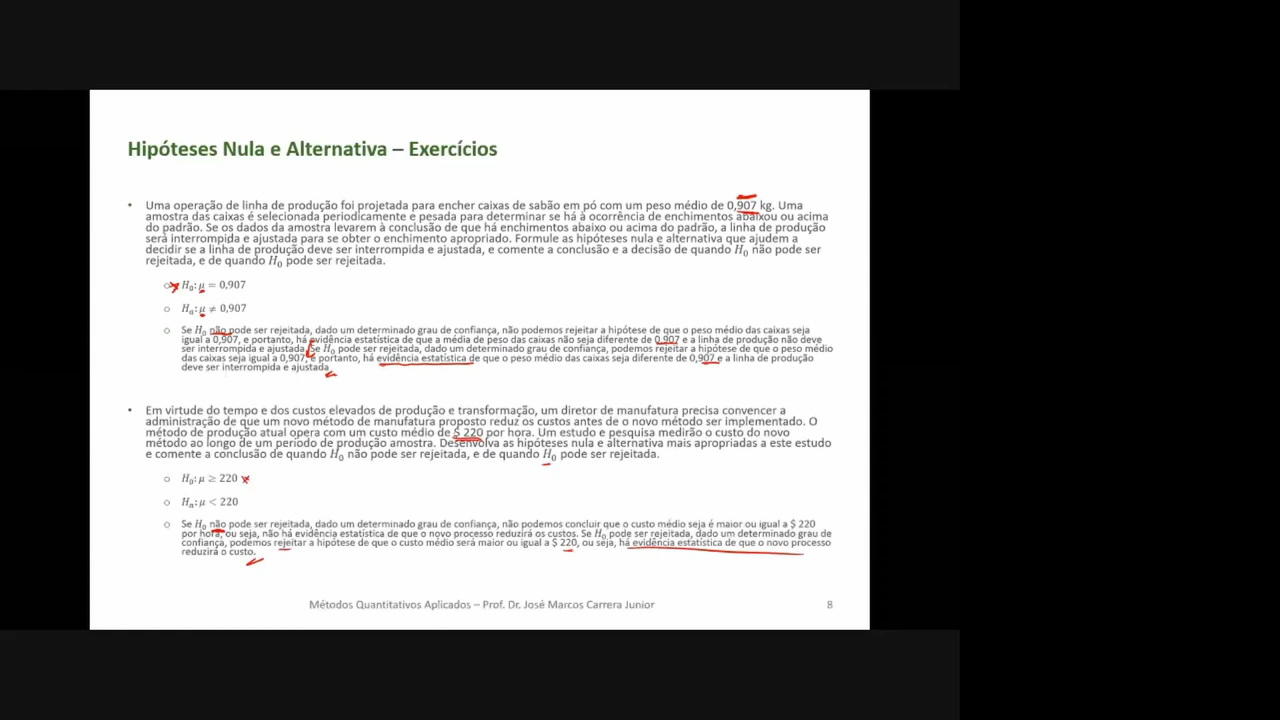 Hipóteses Nula e Alternativa – Exercícios
• Uma operação de linha de produção foi projetada para encher caixas de sabão em pó com um peso médio de 0,907 kg. Uma
amostra das caixas é selecionada periodicamente e pesada para determinar se há à ocorrência de enchimentos abaixou ou acima
do padrão. Se os dados da amostra levarem à conclusão de que há enchimentos abaixo ou acima do padrão, a linha de produção
será interrompida e ajustada para se obter o enchimento apropriado. Formule as hipóteses nula e alternativa que ajudem a
decidir se a linha de produção deve ser interrompida e ajustada, e comente a conclusão e a decisão de quando H₀ não pode ser
rejeitada, e de quando H₀ pode ser rejeitada.
○ H₀: μ = 0,907
○ Hₐ: μ ≠ 0,907
○ Se H₀ não pode ser rejeitada, dado um determinado grau de confiança, não podemos rejeitar a hipótese de que o peso médio das caixas seja
igual a 0,907, e portanto, há evidência estatística de que a média de peso das caixas não seja diferente de 0,907 e a linha de produção não deve
ser interrompida e ajustada. Se H₀ pode ser rejeitada, dado um determinado grau de confiança, podemos rejeitar a hipótese de que o peso médio
das caixas seja igual a 0,907, e portanto, há evidência estatística de que o peso médio das caixas seja diferente de 0,907 e a linha de produção
deve ser interrompida e ajustada
• Em virtude do tempo e dos custos elevados de produção e transformação, um diretor de manufatura precisa convencer a
administração de que um novo método de manufatura proposto reduz os custos antes de o novo método ser implementado. O
método de produção atual opera com um custo médio de $ 220 por hora. Um estudo e pesquisa medirão o custo do novo
método ao longo de um período de produção amostra. Desenvolva as hipóteses nula e alternativa mais apropriadas a este estudo
e comente a conclusão de quando H₀ não pode ser rejeitada, e de quando H₀ pode ser rejeitada.
○ H₀: μ ≥ 220
○ Hₐ: μ < 220
○ Se H₀ não pode ser rejeitada, dado um determinado grau de confiança, não podemos concluir que o custo médio seja é maior ou igual a $ 220
por hora, ou seja, não há evidência estatística de que o novo processo reduzirá os custos. Se H₀ pode ser rejeitada, dado um determinado grau de
confiança, podemos rejeitar a hipótese de que o custo médio será maior ou igual a $ 220, ou seja, há evidência estatística de que o novo processo
reduzirá o custo.
Métodos Quantitativos Aplicados – Prof. Dr. José Marcos Carrera Junior 8